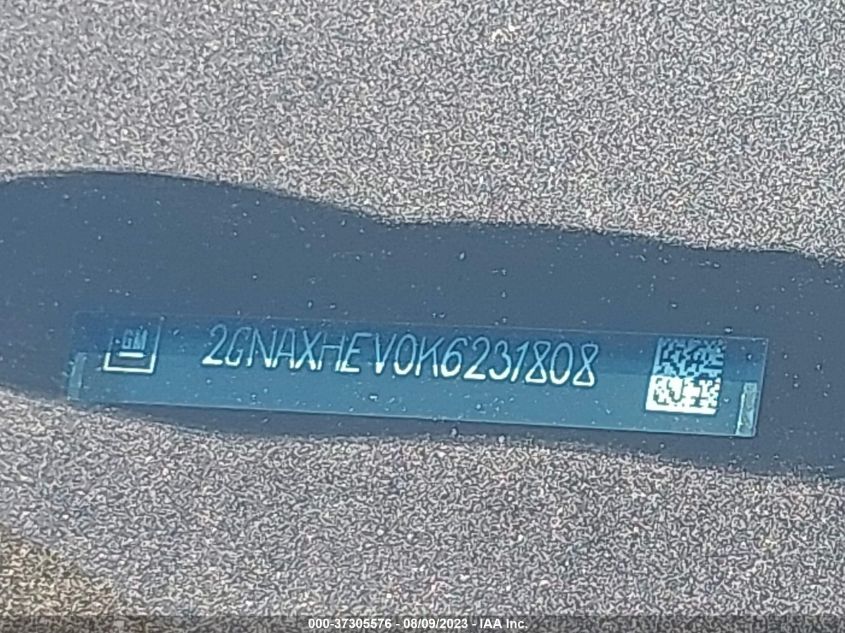 GM
2GNAXHEV0K6231808
000-37305576 - 08/09/2023 - IAA Inc.